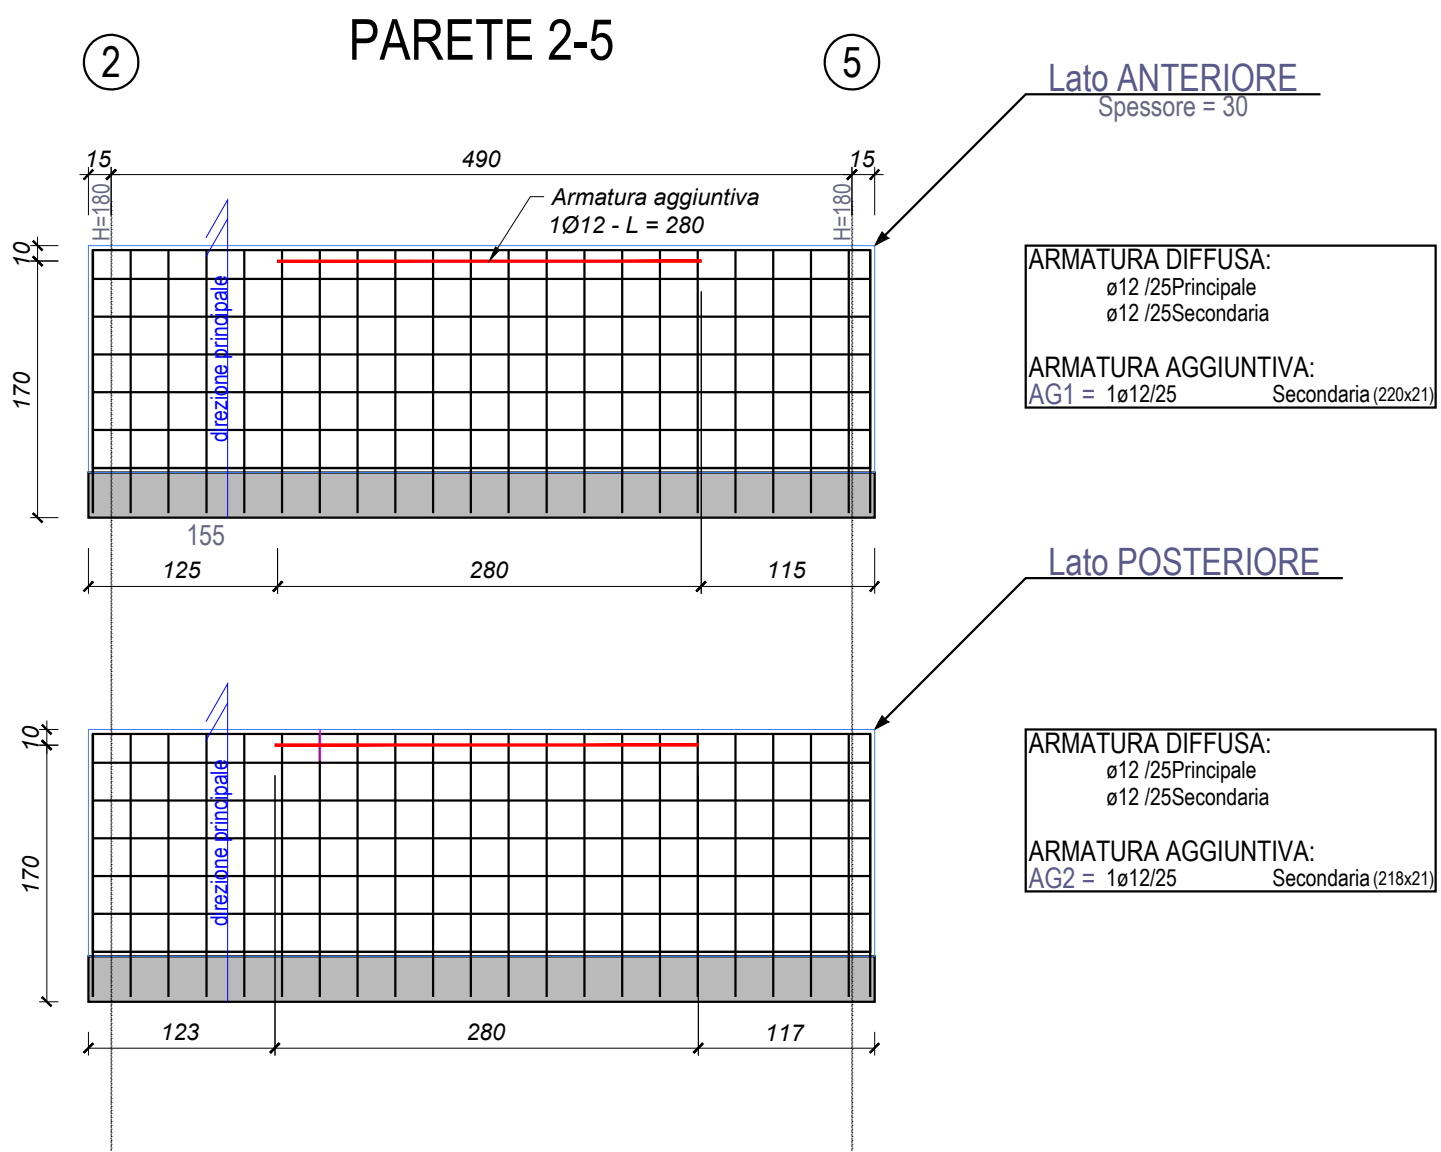 PARETE 2-5
2
5
Lato ANTERIORE
Spessore = 30
15
490
15
H=180
H=180
Armatura aggiuntiva
1Ø12 - L = 280
10
170
direzione principale
ARMATURA DIFFUSA:
ø12 /25Principale
ø12 /25Secondaria
ARMATURA AGGIUNTIVA:
AG1 = 1ø12/25 Secondaria (220x21)
155
125
280
115
Lato POSTERIORE
10
170
direzione principale
ARMATURA DIFFUSA:
ø12 /25Principale
ø12 /25Secondaria
ARMATURA AGGIUNTIVA:
AG2 = 1ø12/25 Secondaria (218x21)
123
280
117